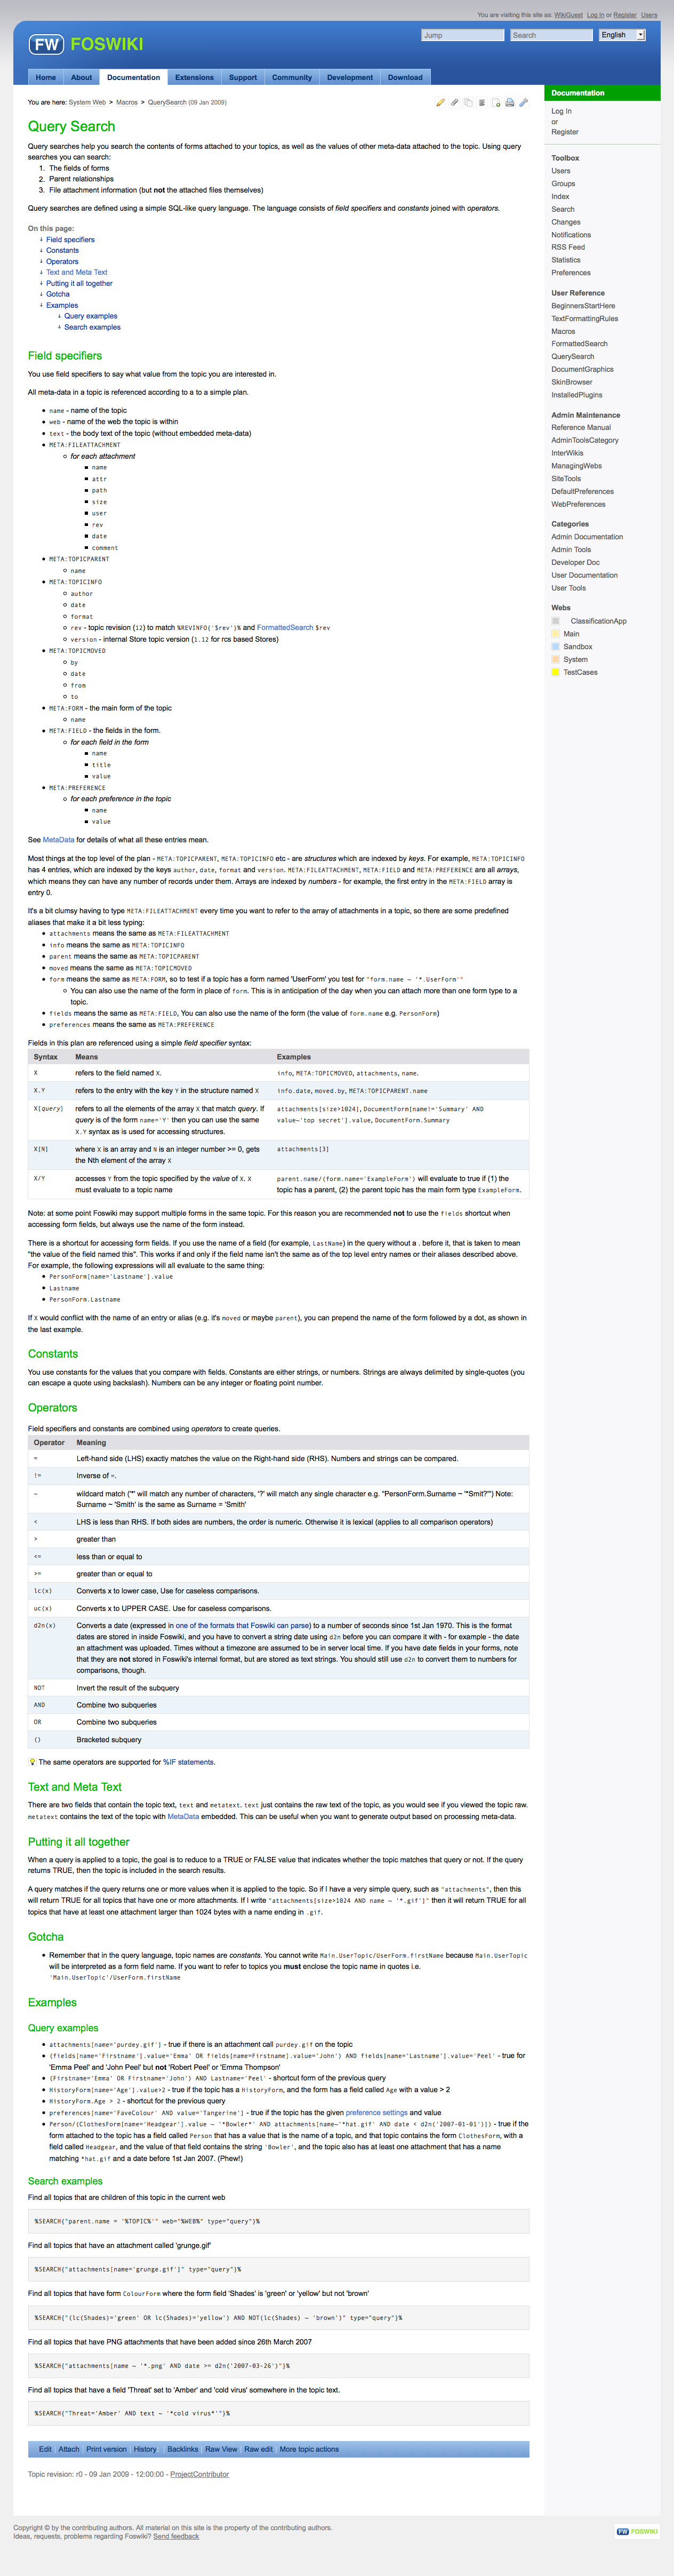 You are visiting this site as: WikiGuest Log In or Register Users
FW FOSWIKI
Jump Search English
Home About Documentation Extensions Support Community Development Download
You are here: System Web > Macros > QuerySearch (09 Jan 2009)
Query Search
Query searches help you search the contents of forms attached to your topics, as well as the values of other meta-data attached to the topic. Using query
searches you can search:
1. The fields of forms
2. Parent relationships
3. File attachment information (but not the attached files themselves)
Query searches are defined using a simple SQL-like query language. The language consists of field specifiers and constants joined with operators.
On this page:
↓ Field specifiers
↓ Constants
↓ Operators
↓ Text and Meta Text
↓ Putting it all together
↓ Gotcha
↓ Examples
↓ Query examples
↓ Search examples
Field specifiers
You use field specifiers to say what value from the topic you are interested in.
All meta-data in a topic is referenced according to a to a simple plan.
name - name of the topic
web - name of the web the topic is within
text - the body text of the topic (without embedded meta-data)
META:FILEATTACHMENT
for each attachment
name
attr
path
size
user
rev
date
comment
META:TOPICPARENT
name
META:TOPICINFO
author
date
format
rev - topic revision (12) to match %REVINFO('$rev')% and FormattedSearch $rev
version - internal Store topic version (1.12 for rcs based Stores)
META:TOPICMOVED
by
date
from
to
META:FORM - the main form of the topic
name
META:FIELD - the fields in the form.
for each field in the form
name
title
value
META:PREFERENCE
for each preference in the topic
name
value
See MetaData for details of what all these entries mean.
Most things at the top level of the plan - META:TOPICPARENT, META:TOPICINFO etc - are structures which are indexed by keys. For example, META:TOPICINFO
has 4 entries, which are indexed by the keys author, date, format and version. META:FILEATTACHMENT, META:FIELD and META:PREFERENCE are all arrays,
which means they can have any number of records under them. Arrays are indexed by numbers - for example, the first entry in the META:FIELD array is
entry 0.
It's a bit clumsy having to type META:FILEATTACHMENT every time you want to refer to the array of attachments in a topic, so there are some predefined
aliases that make it a bit less typing:
attachments means the same as META:FILEATTACHMENT
info means the same as META:TOPICINFO
parent means the same as META:TOPICPARENT
moved means the same as META:TOPICMOVED
form means the same as META:FORM, so to test if a topic has a form named 'UserForm' you test for "form.name ~ '*.UserForm'"
You can also use the name of the form in place of form. This is in anticipation of the day when you can attach more than one form type to a
topic.
fields means the same as META:FIELD, You can also use the name of the form (the value of form.name e.g. PersonForm)
preferences means the same as META:PREFERENCE
Fields in this plan are referenced using a simple field specifier syntax:
Syntax Means Examples
X refers to the field named X. info, META:TOPICMOVED, attachments, name.
X.Y refers to the entry with the key Y in the structure named X info.date, moved.by, META:TOPICPARENT.name
X[query] refers to all the elements of the array X that match query. If attachments[size>1024], DocumentForm[name!='Summary' AND
query is of the form name='Y' then you can use the same value~'top secret'].value, DocumentForm.Summary
X.Y syntax as is used for accessing structures.
X[N] where X is an array and N is an integer number >= 0, gets attachments[3]
the Nth element of the array X
X/Y accesses Y from the topic specified by the value of X. X parent.name/(form.name='ExampleForm') will evaluate to true if (1) the
must evaluate to a topic name topic has a parent, (2) the parent topic has the main form type ExampleForm.
Note: at some point Foswiki may support multiple forms in the same topic. For this reason you are recommended not to use the fields shortcut when
accessing form fields, but always use the name of the form instead.
There is a shortcut for accessing form fields. If you use the name of a field (for example, LastName) in the query without a . before it, that is taken to mean
"the value of the field named this". This works if and only if the field name isn't the same as of the top level entry names or their aliases described above.
For example, the following expressions will all evaluate to the same thing:
PersonForm[name='Lastname'].value
Lastname
PersonForm.Lastname
If X would conflict with the name of an entry or alias (e.g. it's moved or maybe parent), you can prepend the name of the form followed by a dot, as shown in
the last example.
Constants
You use constants for the values that you compare with fields. Constants are either strings, or numbers. Strings are always delimited by single-quotes (you
can escape a quote using backslash). Numbers can be any integer or floating point number.
Operators
Field specifiers and constants are combined using operators to create queries.
Operator Meaning
= Left-hand side (LHS) exactly matches the value on the Right-hand side (RHS). Numbers and strings can be compared.
!= Inverse of =.
~ wildcard match ('*' will match any number of characters, '?' will match any single character e.g. "PersonForm.Surname ~ '*Smit?'") Note:
Surname ~ 'Smith' is the same as Surname = 'Smith'
< LHS is less than RHS. If both sides are numbers, the order is numeric. Otherwise it is lexical (applies to all comparison operators)
> greater than
<= less than or equal to
>= greater than or equal to
lc(x) Converts x to lower case, Use for caseless comparisons.
uc(x) Converts x to UPPER CASE. Use for caseless comparisons.
d2n(x) Converts a date (expressed in one of the formats that Foswiki can parse) to a number of seconds since 1st Jan 1970. This is the format
dates are stored in inside Foswiki, and you have to convert a string date using d2n before you can compare it with - for example - the date
an attachment was uploaded. Times without a timezone are assumed to be in server local time. If you have date fields in your forms, note
that they are not stored in Foswiki's internal format, but are stored as text strings. You should still use d2n to convert them to numbers for
comparisons, though.
NOT Invert the result of the subquery
AND Combine two subqueries
OR Combine two subqueries
() Bracketed subquery
The same operators are supported for %IF statements.
Text and Meta Text
There are two fields that contain the topic text, text and metatext. text just contains the raw text of the topic, as you would see if you viewed the topic raw.
metatext contains the text of the topic with MetaData embedded. This can be useful when you want to generate output based on processing meta-data.
Putting it all together
When a query is applied to a topic, the goal is to reduce to a TRUE or FALSE value that indicates whether the topic matches that query or not. If the query
returns TRUE, then the topic is included in the search results.
A query matches if the query returns one or more values when it is applied to the topic. So if I have a very simple query, such as "attachments", then this
will return TRUE for all topics that have one or more attachments. If I write "attachments[size>1024 AND name ~ '*.gif']" then it will return TRUE for all
topics that have at least one attachment larger than 1024 bytes with a name ending in .gif.
Gotcha
Remember that in the query language, topic names are constants. You cannot write Main.UserTopic/UserForm.firstName because Main.UserTopic
will be interpreted as a form field name. If you want to refer to topics you must enclose the topic name in quotes i.e.
'Main.UserTopic'/UserForm.firstName
Examples
Query examples
attachments[name='purdey.gif'] - true if there is an attachment call purdey.gif on the topic
(fields[name='Firstname'].value='Emma' OR fields[name=Firstname].value='John') AND fields[name='Lastname'].value='Peel' - true for
'Emma Peel' and 'John Peel' but not 'Robert Peel' or 'Emma Thompson'
(Firstname='Emma' OR Firstname='John') AND Lastname='Peel' - shortcut form of the previous query
HistoryForm[name='Age'].value>2 - true if the topic has a HistoryForm, and the form has a field called Age with a value > 2
HistoryForm.Age > 2 - shortcut for the previous query
preferences[name='FaveColour' AND value='Tangerine'] - true if the topic has the given preference settings and value
Person/(ClothesForm[name='Headgear'].value ~ '*Bowler*' AND attachments[name~'*hat.gif' AND date < d2n('2007-01-01')]) - true if the
form attached to the topic has a field called Person that has a value that is the name of a topic, and that topic contains the form ClothesForm, with a
field called Headgear, and the value of that field contains the string 'Bowler', and the topic also has at least one attachment that has a name
matching *hat.gif and a date before 1st Jan 2007. (Phew!)
Search examples
Find all topics that are children of this topic in the current web
%SEARCH{"parent.name = '%TOPIC%'" web="%WEB%" type="query"}%
Find all topics that have an attachment called 'grunge.gif'
%SEARCH{"attachments[name='grunge.gif']" type="query"}%
Find all topics that have form ColourForm where the form field 'Shades' is 'green' or 'yellow' but not 'brown'
%SEARCH{"(lc(Shades)='green' OR lc(Shades)='yellow') AND NOT(lc(Shades) ~ 'brown')" type="query"}%
Find all topics that have PNG attachments that have been added since 26th March 2007
%SEARCH{"attachments[name ~ '*.png' AND date >= d2n('2007-03-26')"}%
Find all topics that have a field 'Threat' set to 'Amber' and 'cold virus' somewhere in the topic text.
%SEARCH{"Threat='Amber' AND text ~ '*cold virus*'"}%
Edit Attach Print version History Backlinks Raw View Raw edit More topic actions
Topic revision: r0 - 09 Jan 2009 - 12:00:00 - ProjectContributor
Documentation
Log In
or
Register
Toolbox
Users
Groups
Index
Search
Changes
Notifications
RSS Feed
Statistics
Preferences
User Reference
BeginnersStartHere
TextFormattingRules
Macros
FormattedSearch
QuerySearch
DocumentGraphics
SkinBrowser
InstalledPlugins
Admin Maintenance
Reference Manual
AdminToolsCategory
InterWikis
ManagingWebs
SiteTools
DefaultPreferences
WebPreferences
Categories
Admin Documentation
Admin Tools
Developer Doc
User Documentation
User Tools
Webs
ClassificationApp
Main
Sandbox
System
TestCases
Copyright © by the contributing authors. All material on this site is the property of the contributing authors.
Ideas, requests, problems regarding Foswiki? Send feedback
FW FOSWIKI